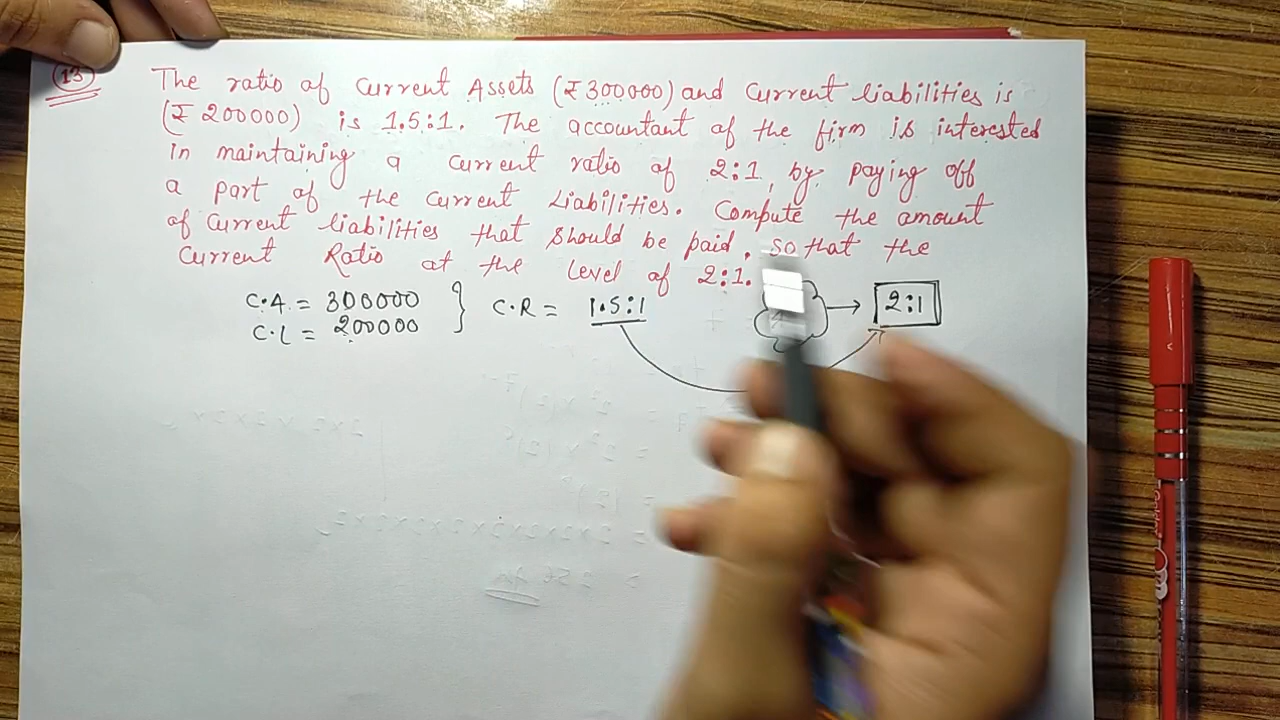 13
The ratio of Current Assets (₹300000) and Current liabilities is
(₹ 200000) is 1.5:1. The accountant of the firm is interested
in maintaining a current ratio of 2:1, by paying off
a part of the current Liabilities. Compute the amount
of Current liabilities that should be paid, so that the
Current Ratio at the level of 2:1.
C.A = 300000 } C.R = 1.5:1 → 2:1
C.L = 200000